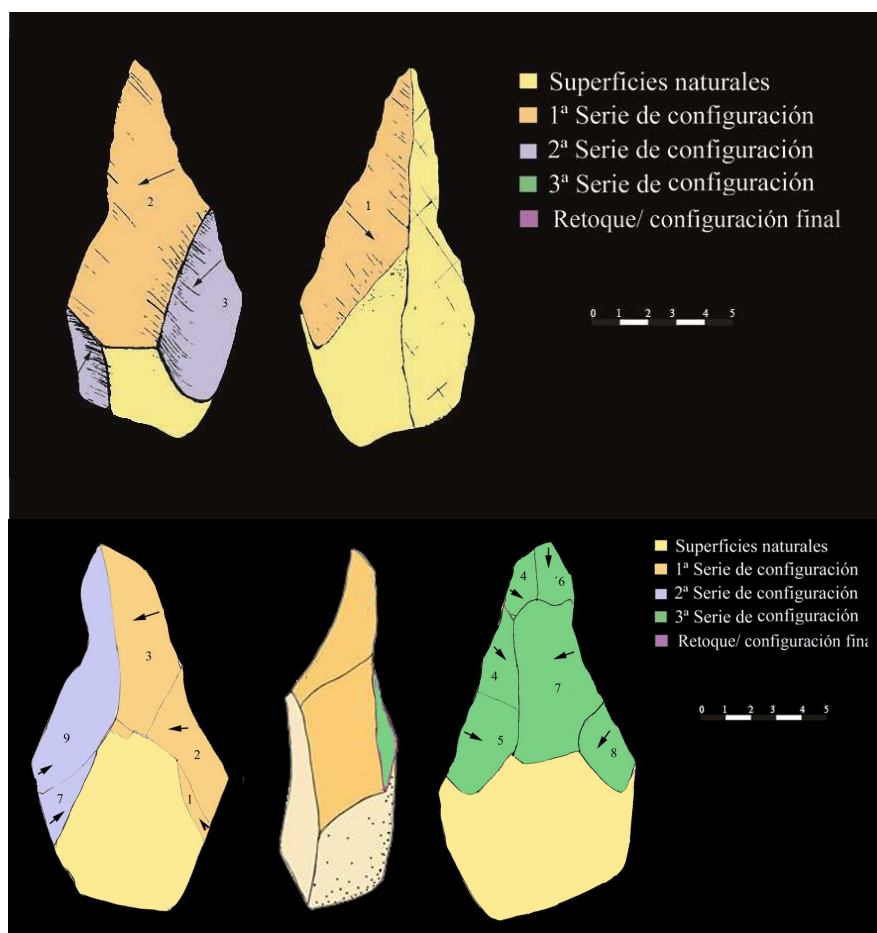 Superficies naturales
1ª Serie de configuración
2ª Serie de configuración
3ª Serie de configuración
Retoque/ configuración final
2
3
1
0 1 2 3 4 5
Superficies naturales
1ª Serie de configuración
2ª Serie de configuración
3ª Serie de configuración
Retoque/ configuración fina
3
9
2
7
1
4
6
4
7
5
8
0 1 2 3 4 5